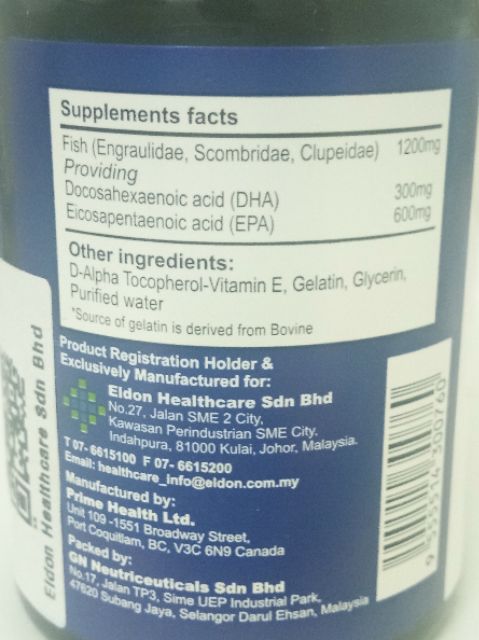 Supplements facts
Fish (Engraulidae, Scombridae, Clupeidae) 1200mg
Providing
Docosahexaenoic acid (DHA) 300mg
Eicosapentaenoic acid (EPA) 600mg
Other ingredients:
D-Alpha Tocopherol-Vitamin E, Gelatin, Glycerin,
Purified water
*Source of gelatin is derived from Bovine
Product Registration Holder &
Exclusively Manufactured for:
Eldon Healthcare Sdn Bhd
No.27, Jalan SME 2 City,
Kawasan Perindustrian SME City,
Indahpura, 81000 Kulai, Johor, Malaysia.
T 07- 6615100 F 07- 6615200
Email: healthcare_info@eldon.com.my
Manufactured by:
Prime Health Ltd.
Unit 109 -1551 Broadway Street,
Port Coquitlam, BC, V3C 6N9 Canada
Packed by:
GN Neutriceuticals Sdn Bhd
No.17, Jalan TP3, Sime UEP Industrial Park,
47620 Subang Jaya, Selangor Darul Ehsan, Malaysia
Eldon Healthcare Sdn Bhd